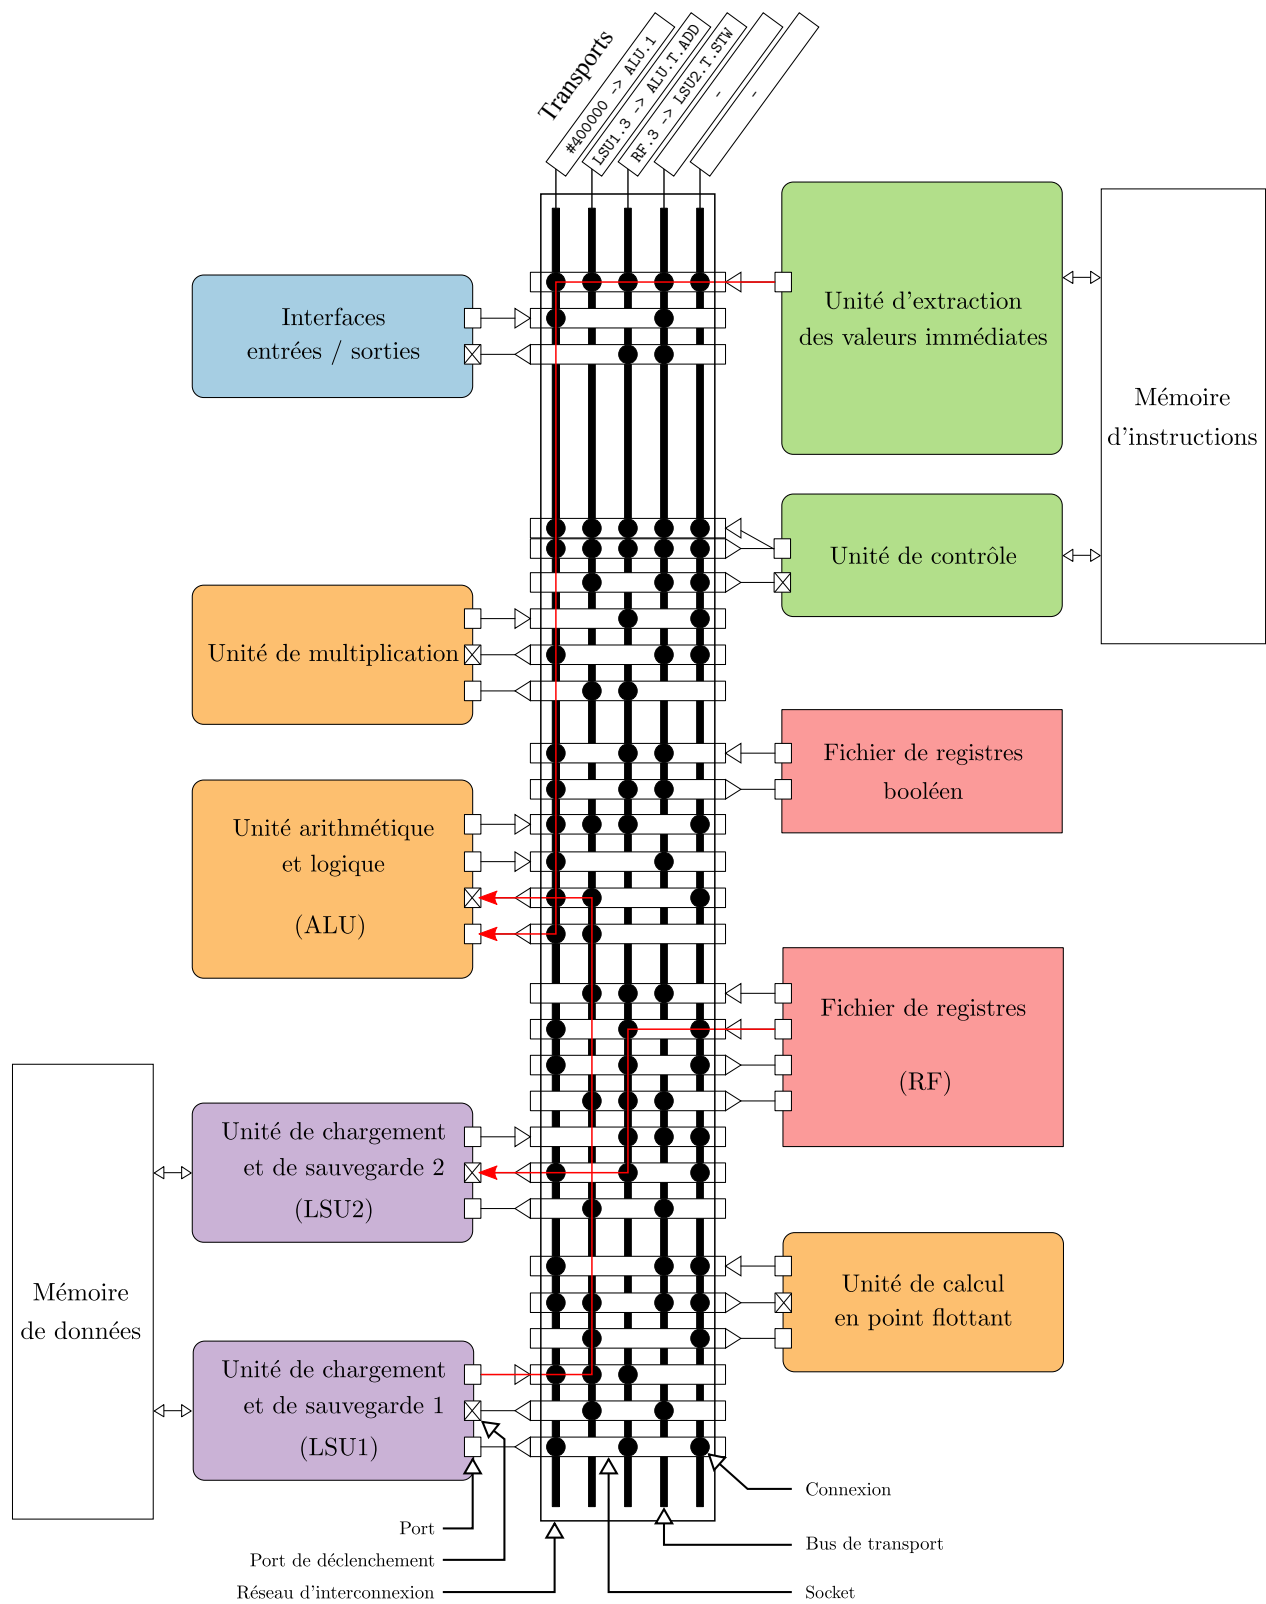 Transports
#400000 -> ALU.1
LSU1.3 -> ALU.T.ADD
RF.3 -> LSU2.T.STW
-
-
Interfaces
entrées / sorties
Unité d'extraction
des valeurs immédiates
Mémoire
d'instructions
Unité de contrôle
Unité de multiplication
Fichier de registres
booléen
Unité arithmétique
et logique
(ALU)
Fichier de registres
(RF)
Unité de chargement
et de sauvegarde 2
(LSU2)
Mémoire
de données
Unité de calcul
en point flottant
Unité de chargement
et de sauvegarde 1
(LSU1)
Port
Port de déclenchement
Réseau d'interconnexion
Connexion
Bus de transport
Socket